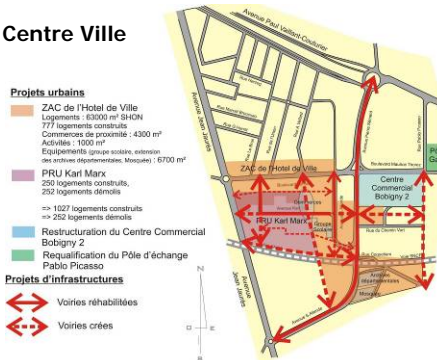 Centre Ville
Projets urbains
ZAC de l'Hotel de Ville
Logements : 63000 m² SHON
777 logements construits
Commerces de proximité : 4300 m²
Activités : 1000 m²
Equipements (groupe scolaire, extension
des archives départementales, Mosquée) : 6700 m²
PRU Karl Marx
250 logements construits,
252 logements démolis
=> 1027 logements construits
=> 252 logements démolis
Restructuration du Centre Commercial
Bobigny 2
Requalification du Pôle d'échange
Pablo Picasso
Projets d'infrastructures
Voiries réhabilitées
Voiries crées
Avenue Paul Vaillant-Couturier
Avenue Jean Jaurès
ZAC de l'Hotel de Ville
Boulevard Maurice Thorez
Centre
Commercial
Bobigny 2
PRU Karl Marx
Groupe
Scolaire
Rue du Chemin Vert
Archives
départementales
Mosquée
Avenue
Jean Jaurès
N
E
S
O